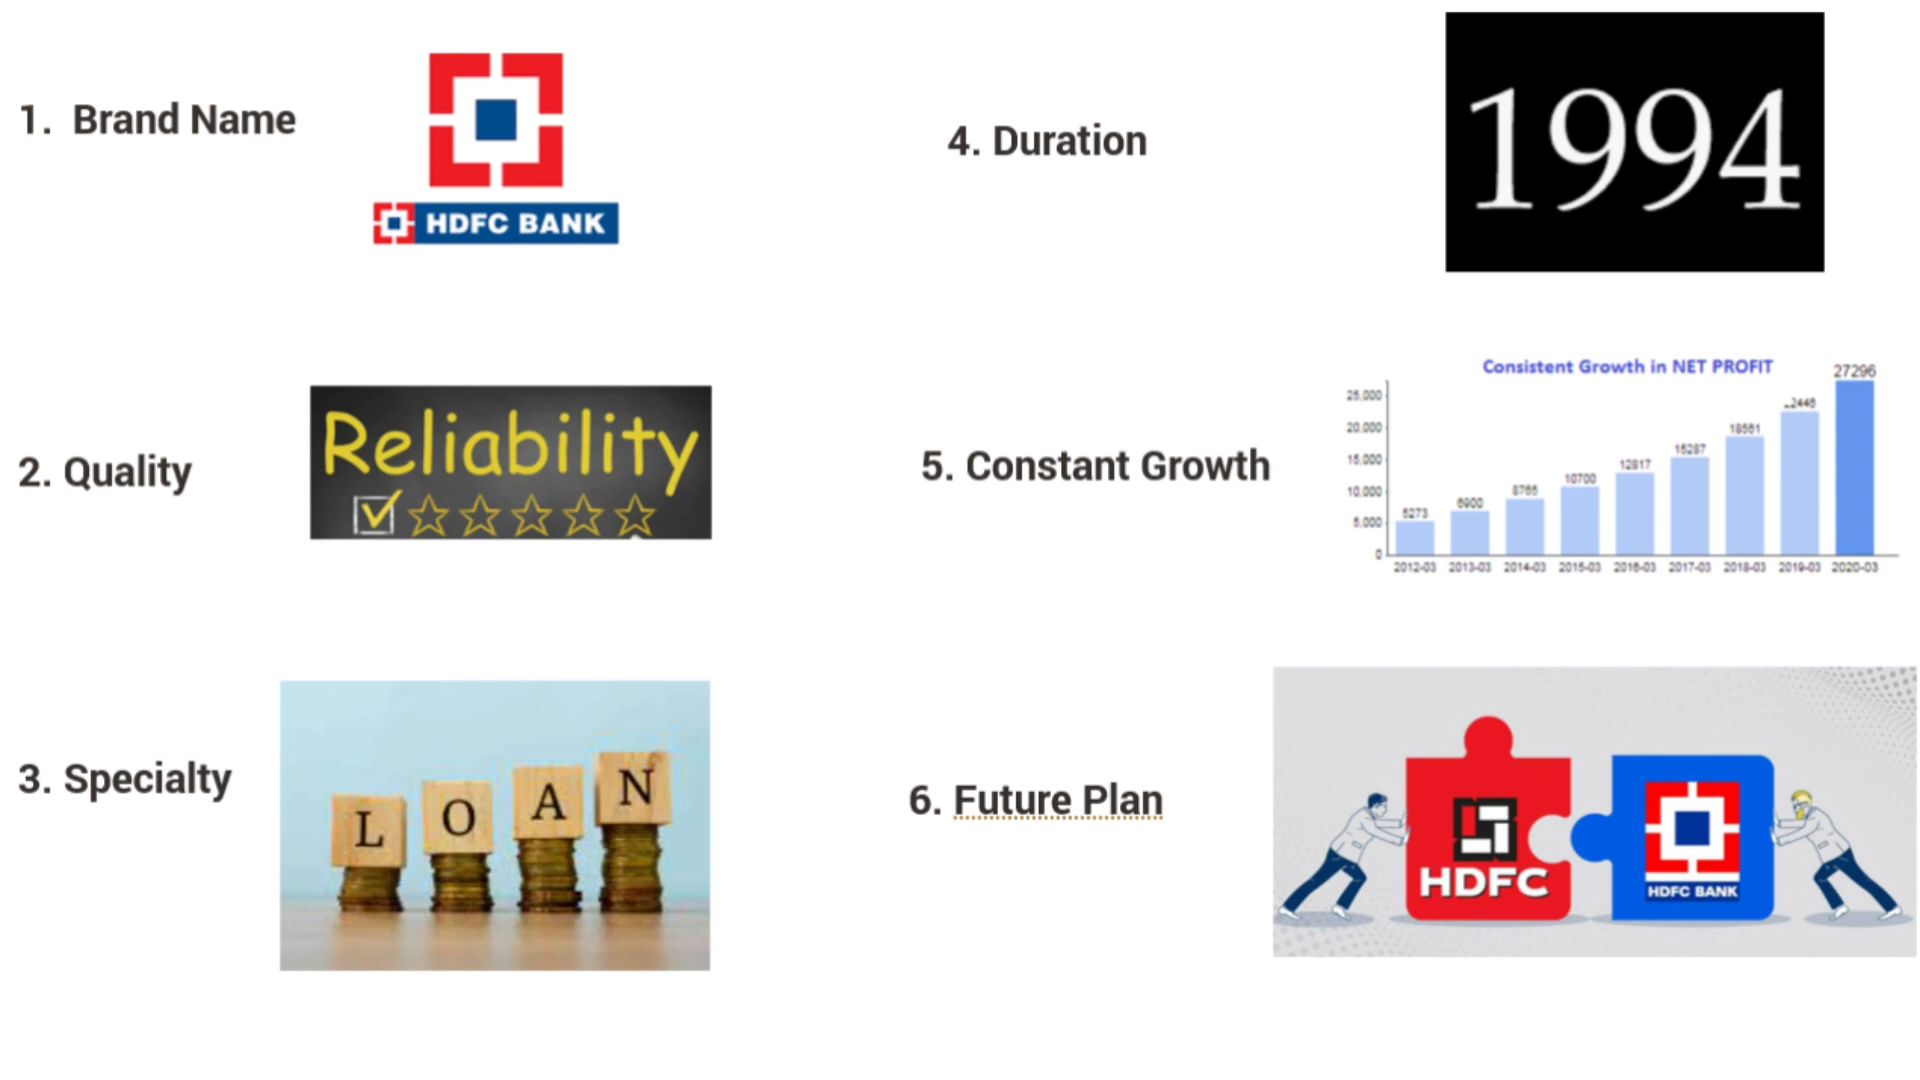 1. Brand Name
HDFC BANK
2. Quality
Reliability
3. Specialty
L O A N
4. Duration
1994
5. Constant Growth
Consistent Growth in NET PROFIT
27296
22446
18561
15287
12817
10700
8765
6900
5273
25,000
20,000
15,000
10,000
5,000
0
2012-03 2013-03 2014-03 2015-03 2016-03 2017-03 2018-03 2019-03 2020-03
6. Future Plan
HDFC
HDFC BANK